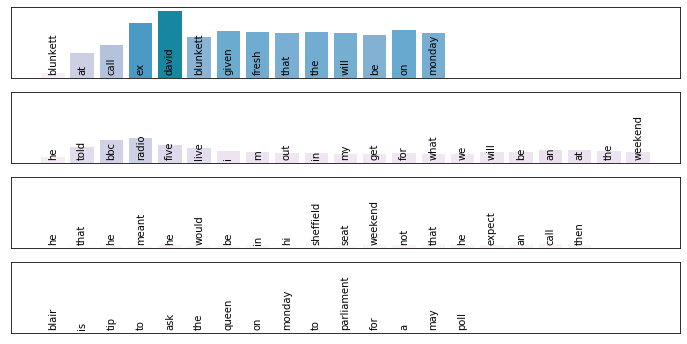 blunkett at call ex david blunkett given fresh that the will be on monday
he told bbc radio five live i m out in my get for what we will be an at the weekend
he that he meant he would be in hi sheffield seat weekend not that he expect an call then
blair is tip to ask the queen on monday to parliament for a may poll